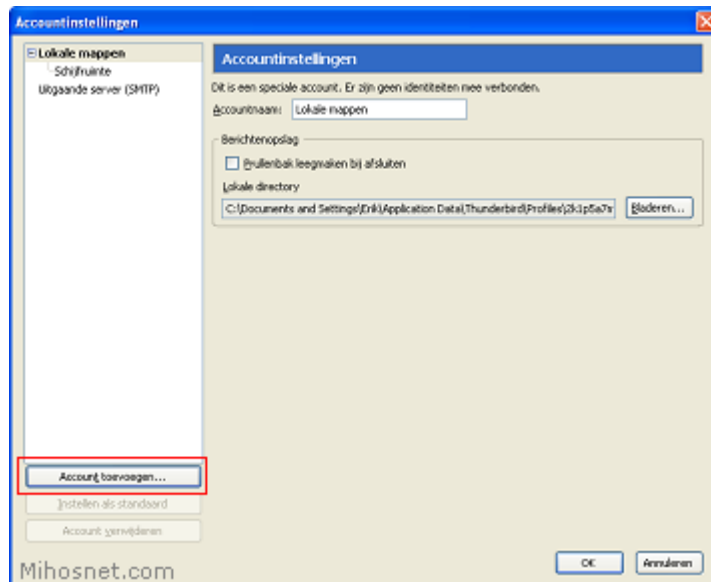 Accountinstellingen
Lokale mappen
Schijfruimte
Uitgaande server (SMTP)
Accountinstellingen
Dit is een speciale account. Er zijn geen identiteiten mee verbonden.
Accountnaam: Lokale mappen
Berichtenopslag
Prullenbak leegmaken bij afsluiten
Lokale directory
C:\Documents and Settings\Erik\Application Data\Thunderbird\Profiles\ Bladeren...
Account toevoegen...
Instellen als standaard
Account verwijderen
OK Annuleren
Mihosnet.com